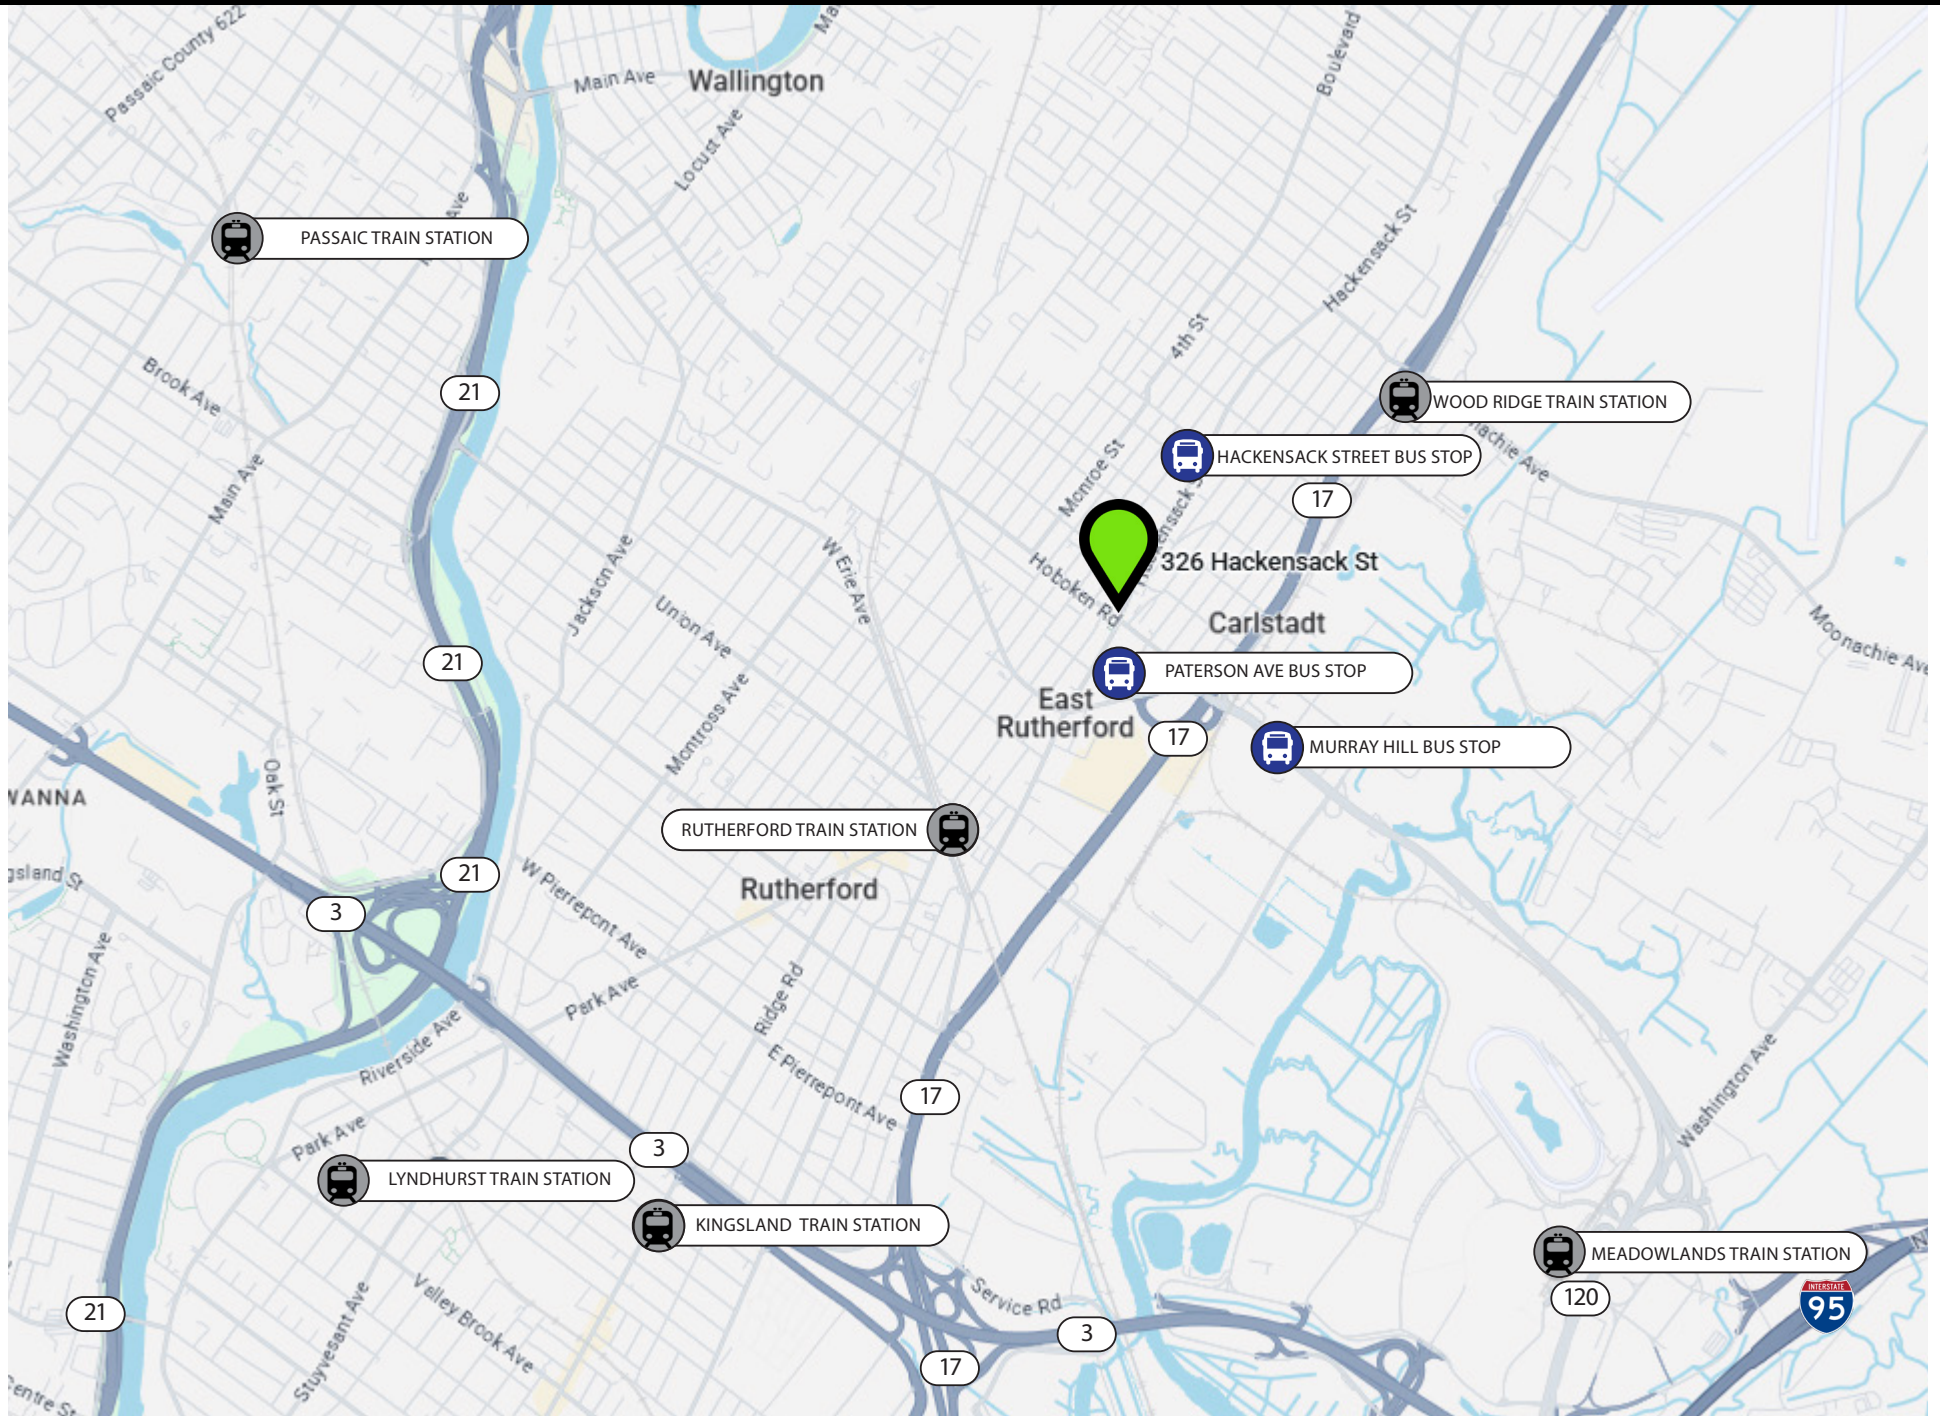 Passaic County 622
Main Ave
Wallington
Locust Ave
Boulevard
Ave
PASSAIC TRAIN STATION
Hackensack St
4th St
Brook Ave
21
WOOD RIDGE TRAIN STATION
Main Ave
Monroe St
HACKENSACK STREET BUS STOP
17
326 Hackensack St
Hoboken Rd
W Erie Ave
Jackson Ave
Union Ave
Carlstadt
Moonachie Ave
21
PATERSON AVE BUS STOP
East
Rutherford
Montross Ave
17
MURRAY HILL BUS STOP
Oak St
RUTHERFORD TRAIN STATION
21
Rutherford
3
W Pierrepont Ave
Washington Ave
Park Ave
Ridge Rd
Riverside Ave
E Pierrepont Ave
Washington Ave
17
Park Ave
3
LYNDHURST TRAIN STATION
KINGSLAND TRAIN STATION
MEADOWLANDS TRAIN STATION
120
INTERSTATE
95
Service Rd
21
Valley Brook Ave
Stuyvesant Ave
3
17